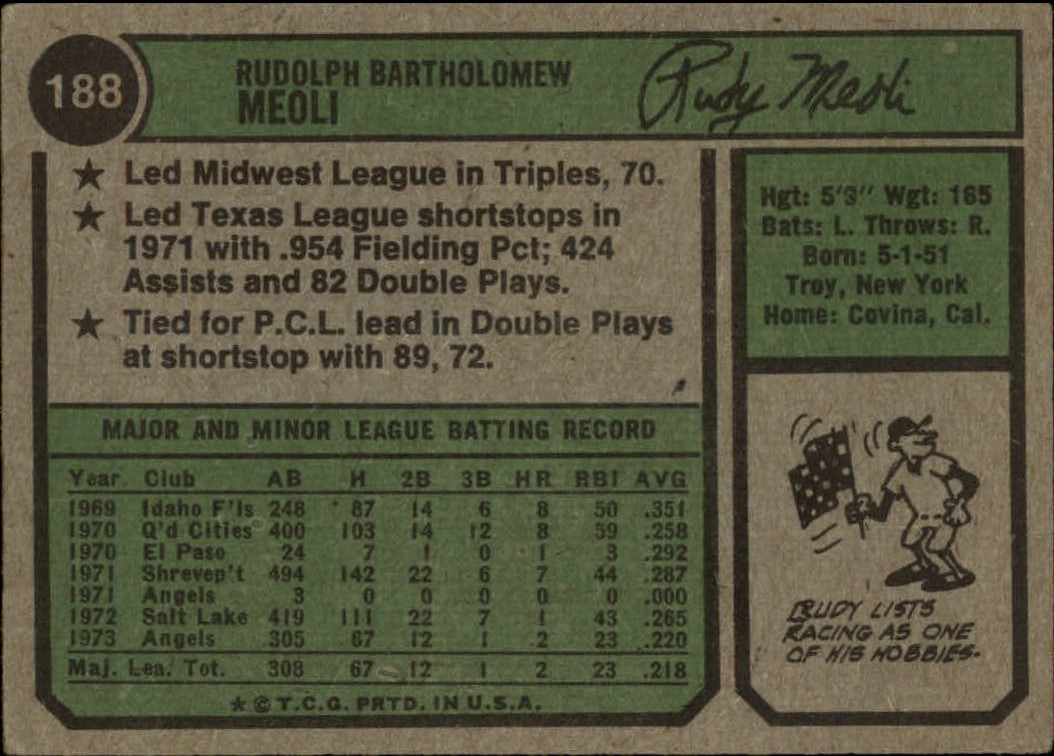 188
RUDOLPH BARTHOLOMEW
MEOLI
Rudy Meoli
★ Led Midwest League in Triples, 70.
★ Led Texas League shortstops in
1971 with .954 Fielding Pct; 424
Assists and 82 Double Plays.
★ Tied for P.C.L. lead in Double Plays
at shortstop with 89, 72.
Hgt: 5'9" Wgt: 165
Bats: L. Throws: R.
Born: 5-1-51
Troy, New York
Home: Covina, Cal.
MAJOR AND MINOR LEAGUE BATTING RECORD
Year Club AB H 2B 3B HR RBI AVG
1969 Idaho F'ls 248 87 14 6 8 50 .351
1970 Q'd Cities 400 103 14 12 8 59 .258
1970 El Paso 24 7 1 0 1 3 .292
1971 Shrevep't 494 142 22 6 7 44 .287
1971 Angels 3 0 0 0 0 0 .000
1972 Salt Lake 419 111 22 7 1 43 .265
1973 Angels 305 67 12 1 2 23 .220
Maj. Lea. Tot. 308 67 12 1 2 23 .218
★ © T.C.G. PRTD. IN U.S.A.
RUDY LISTS
RACING AS ONE
OF HIS HOBBIES.